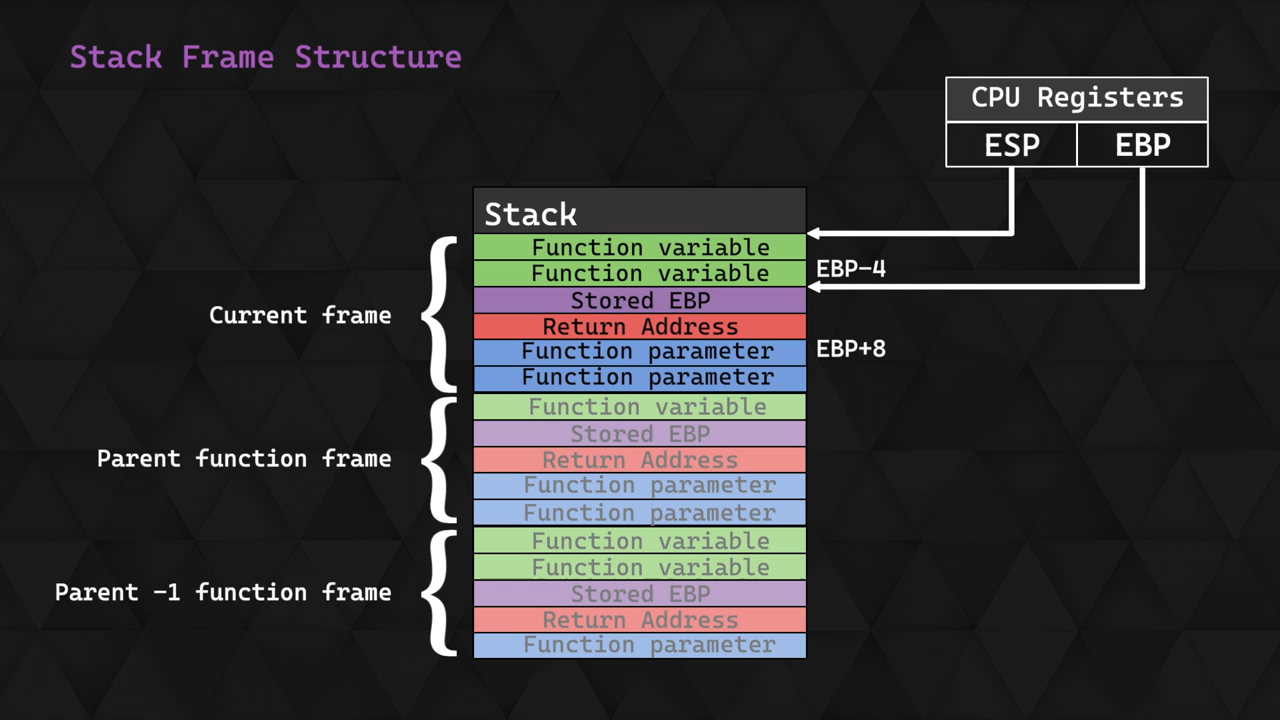 Stack Frame Structure
CPU Registers
ESP EBP
Stack
Function variable
Function variable
EBP−4
Stored EBP
Current frame
Return Address
Function parameter
EBP+8
Function parameter
Function variable
Stored EBP
Parent function frame
Return Address
Function parameter
Function parameter
Function variable
Function variable
Parent −1 function frame
Stored EBP
Return Address
Function parameter